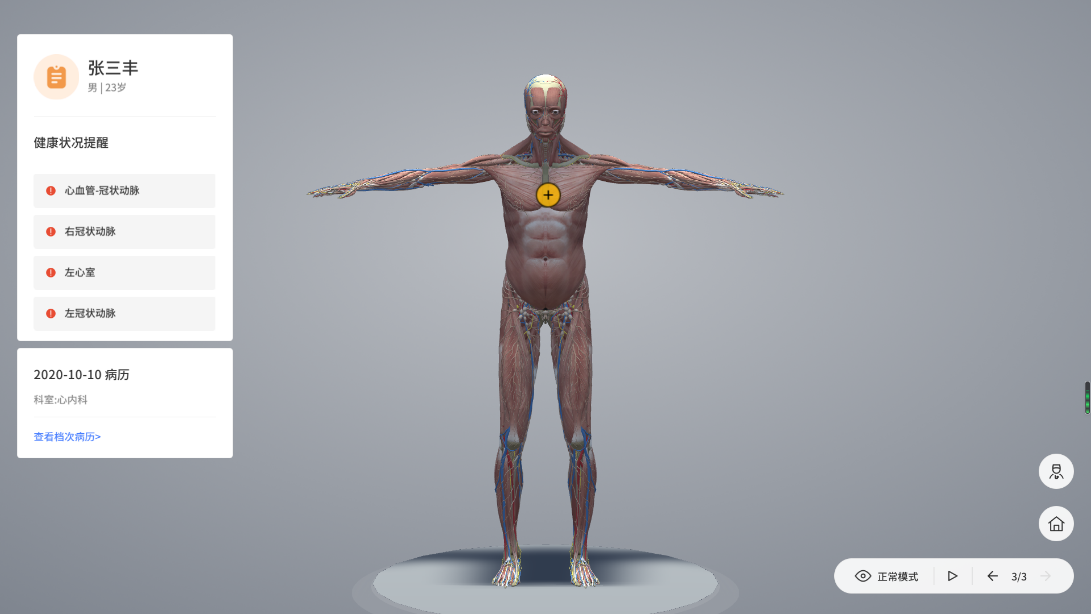 张三丰
男 | 23岁
健康状况提醒
心血管-冠状动脉
右冠状动脉
左心室
左冠状动脉
2020-10-10 病历
科室:心内科
查看档次病历>
正常模式
3/3